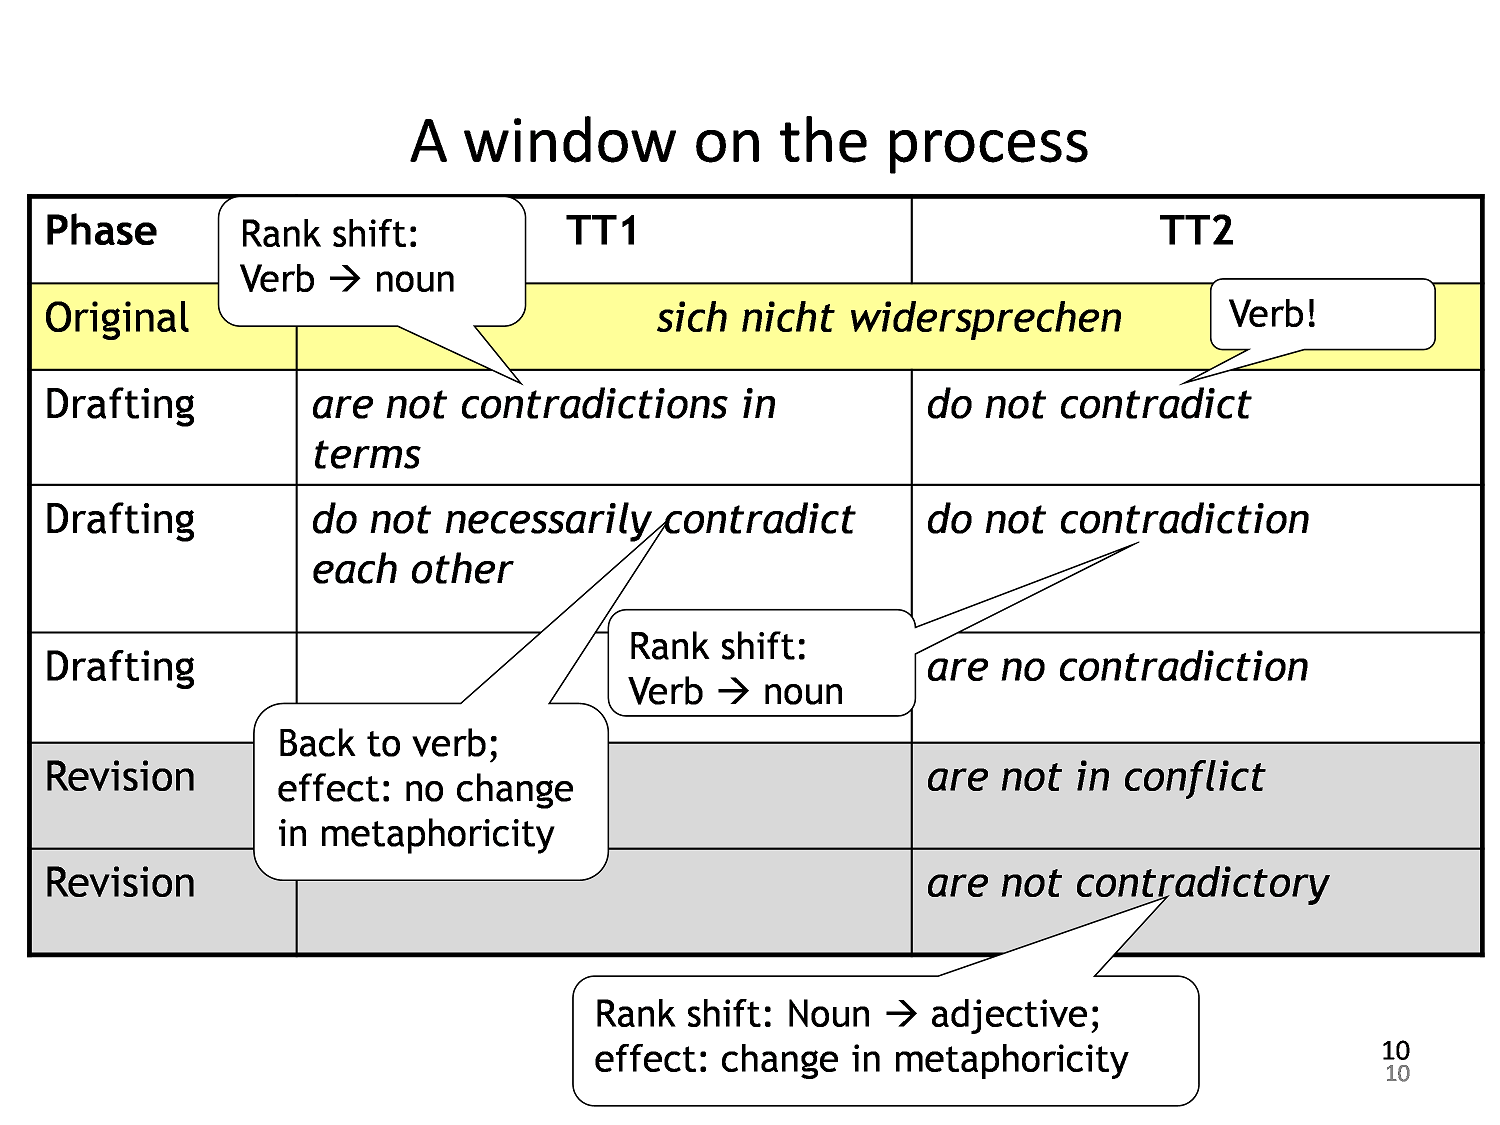 A window on the process
Phase
TT1
TT2
Rank shift:
Verb → noun
Original
sich nicht widersprechen
Verb!
Drafting
are not contradictions in
terms
do not contradict
Drafting
do not necessarily contradict
each other
do not contradiction
Rank shift:
Verb → noun
Drafting
are no contradiction
Back to verb;
effect: no change
in metaphoricity
Revision
are not in conflict
Revision
are not contradictory
Rank shift: Noun → adjective;
effect: change in metaphoricity
10
10